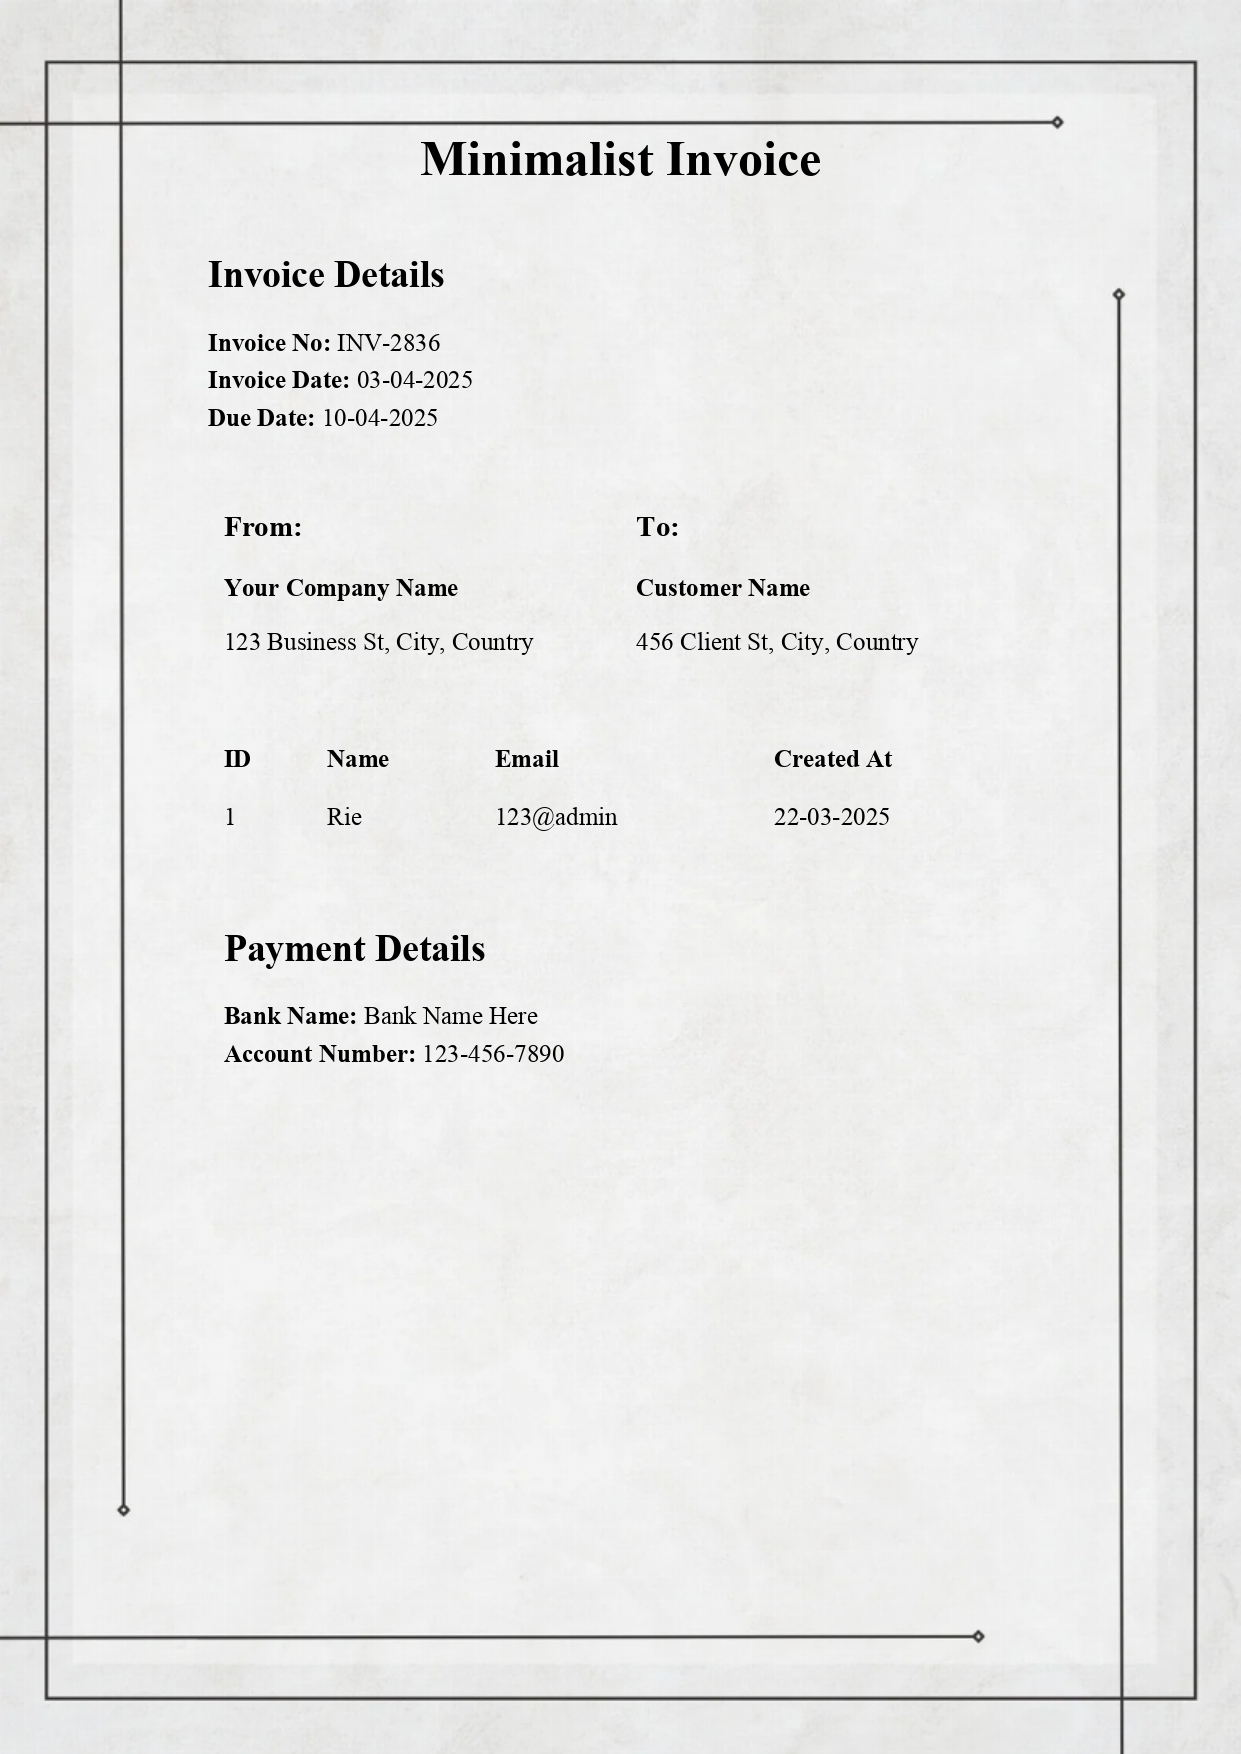 Minimalist Invoice
Invoice Details
Invoice No: INV-2836
Invoice Date: 03-04-2025
Due Date: 10-04-2025
From:
Your Company Name
123 Business St, City, Country
To:
Customer Name
456 Client St, City, Country
ID Name Email Created At
1 Rie 123@admin 22-03-2025
Payment Details
Bank Name: Bank Name Here
Account Number: 123-456-7890